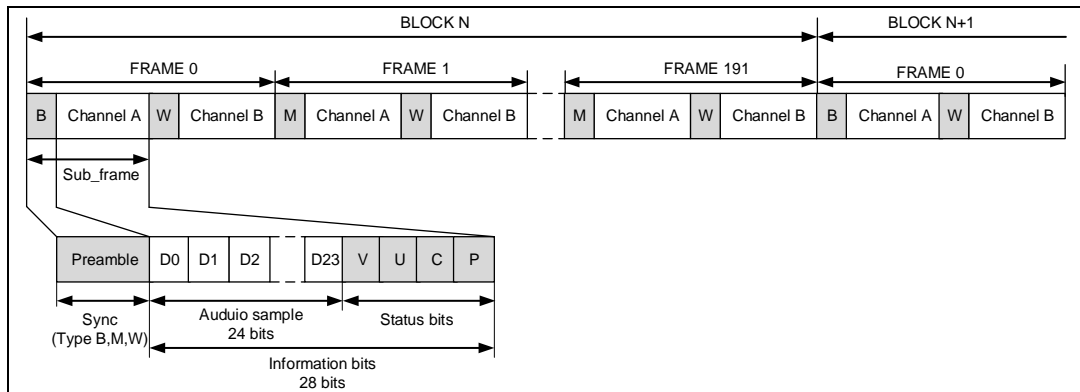 BLOCK N BLOCK N+1
FRAME 0 FRAME 1 FRAME 191 FRAME 0
B Channel A W Channel B M Channel A W Channel B M Channel A W Channel B B Channel A W Channel B
Sub_frame
Preamble D0 D1 D2 D23 V U C P
Sync
(Type B,M,W)
Auduio sample
24 bits
Status bits
Information bits
28 bits